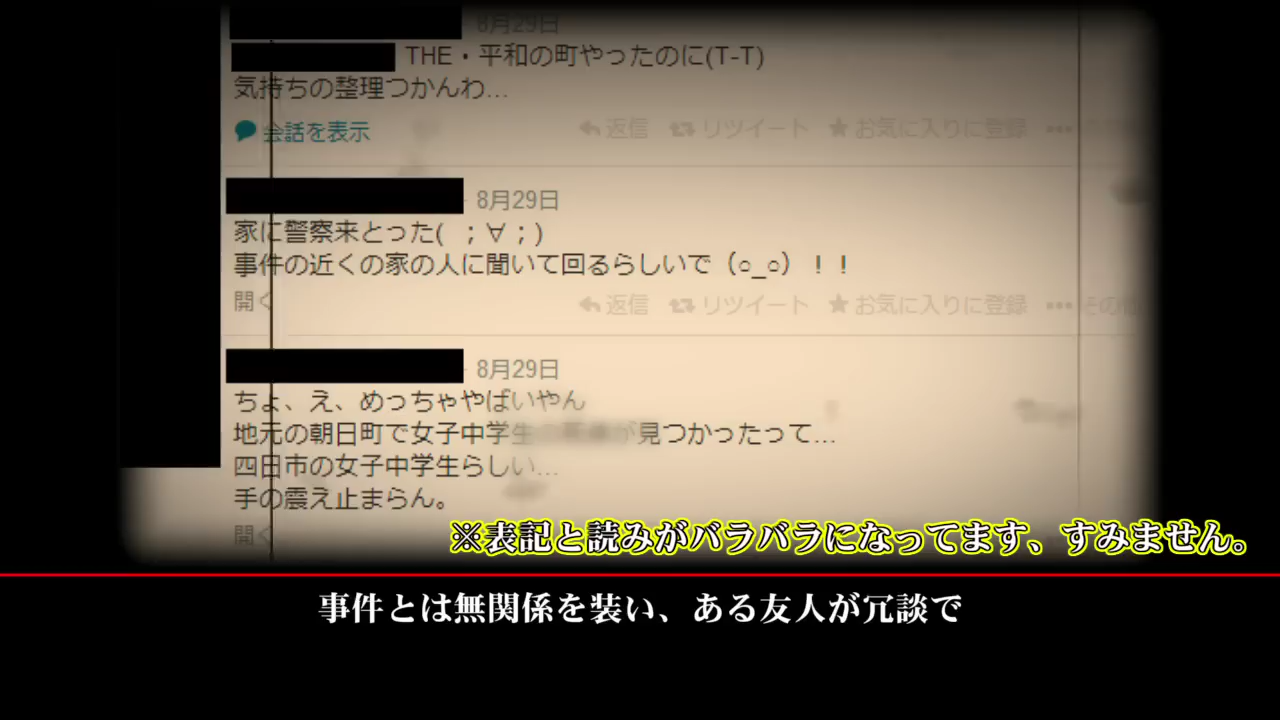 8月29日
THE・平和の町やったのに(T-T)
気持ちの整理つかんわ…
会話を表示 返信 リツイート お気に入りに登録
8月29日
家に警察来とった( ；∀；)
事件の近くの家の人に聞いて回るらしいで（○_○）！！
開く 返信 リツイート お気に入りに登録 その他
8月29日
ちょ、え、めっちゃやばいやん
地元の朝日町で女子中学生の が見つかったって…
四日市の女子中学生らしい…
手の震え止まらん。
開く
※表記と読みがバラバラになってます、すみません。
事件とは無関係を装い、ある友人が冗談で